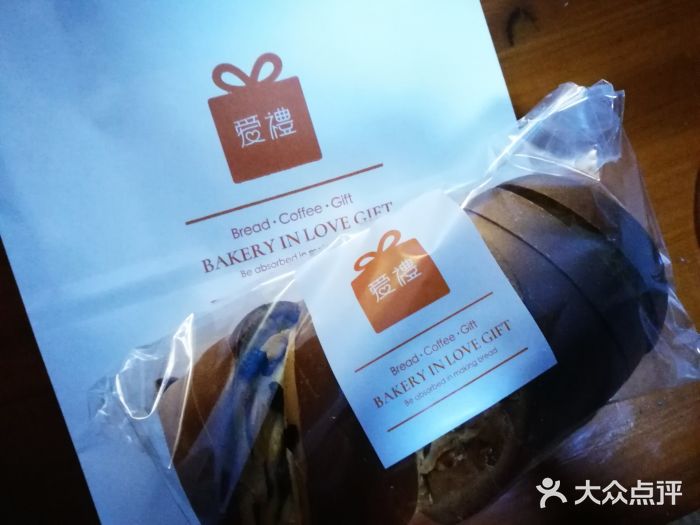 爱禮
Bread·Coffee·Gift
BAKERY IN LOVE GIFT
Be absorbed in making
爱禮
Bread·Coffee·Gift
BAKERY IN LOVE GIFT
Be absorbed in making bread
大众点评